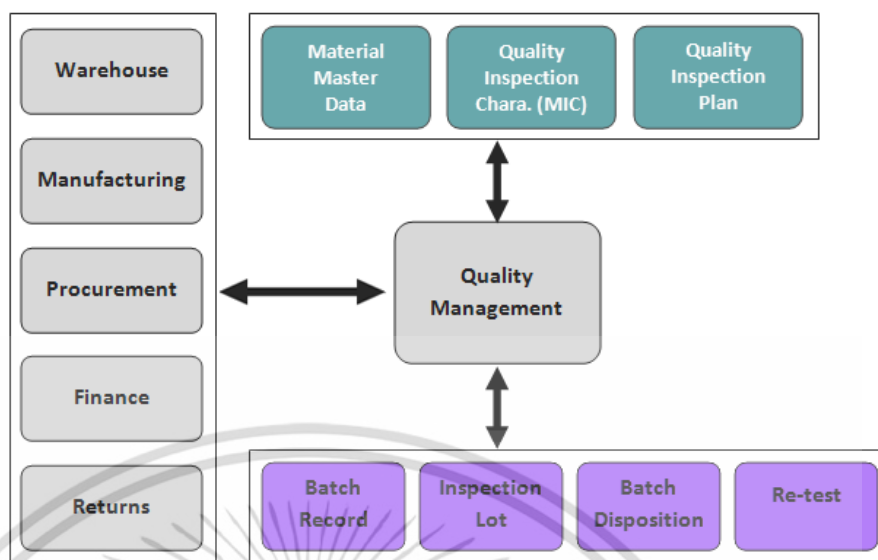 Warehouse
Manufacturing
Procurement
Finance
Returns
Material
Master
Data
Quality
Inspection
Chara. (MIC)
Quality
Inspection
Plan
Quality
Management
Batch
Record
Inspection
Lot
Batch
Disposition
Re-test